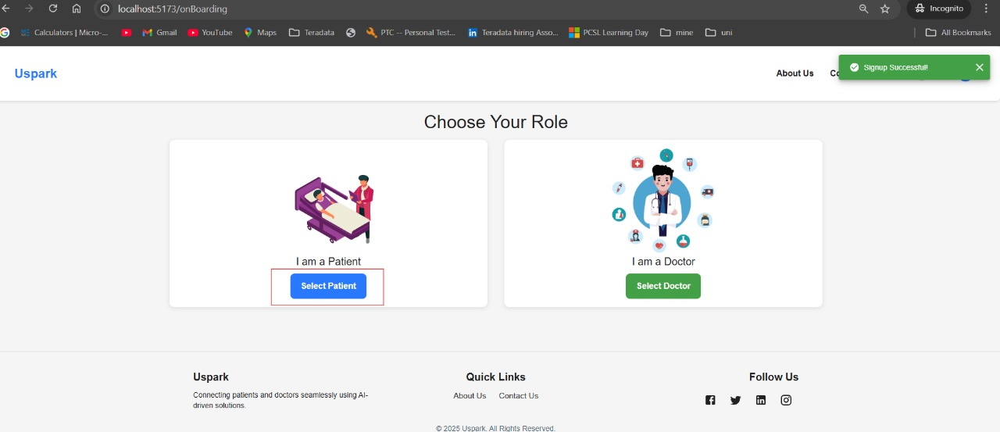 localhost:5173/onBoarding
Incognito
Calculators | Micro-...
Gmail
YouTube
Maps
Teradata
PTC -- Personal Test...
Teradata hiring Asso...
PCSL Learning Day
mine
uni
All Bookmarks
Uspark
About Us
Co
Signup Successful!
Choose Your Role
I am a Patient
Select Patient
I am a Doctor
Select Doctor
Uspark
Connecting patients and doctors seamlessly using AI-
driven solutions.
Quick Links
About Us Contact Us
Follow Us
© 2025 Uspark. All Rights Reserved.